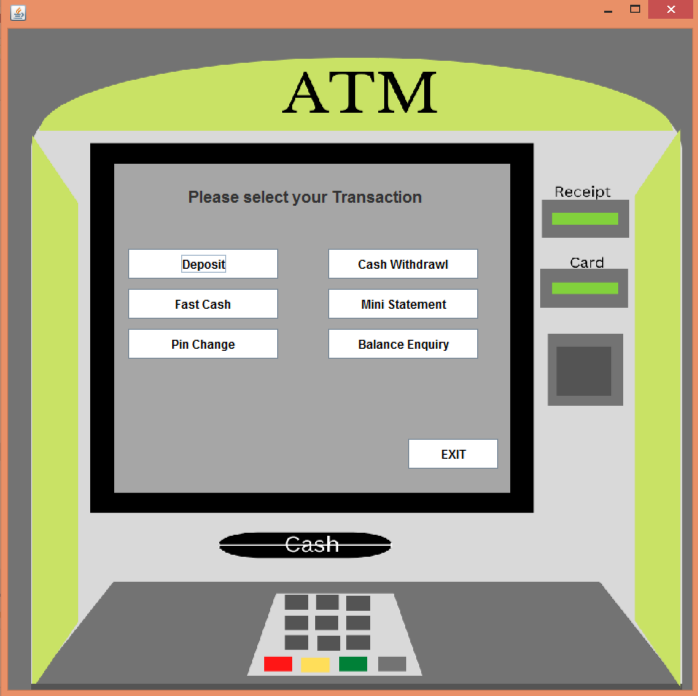 ATM
Please select your Transaction
Receipt
Deposit
Cash Withdrawl
Card
Fast Cash
Mini Statement
Pin Change
Balance Enquiry
EXIT
Cash